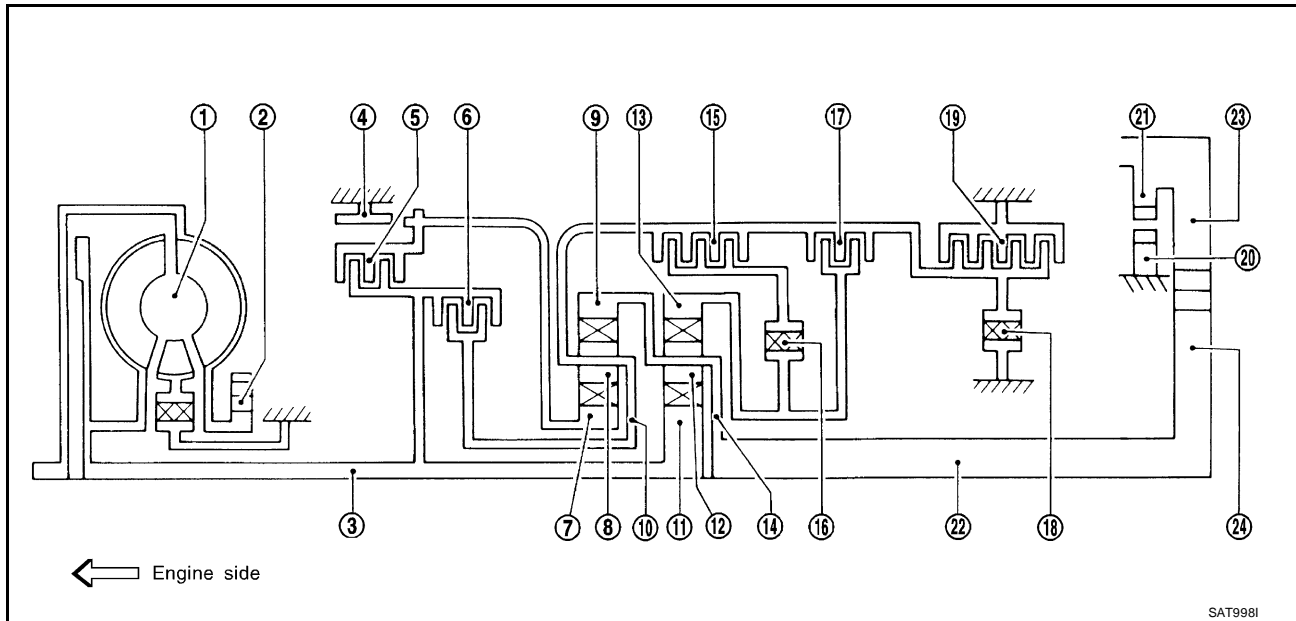 ① ② ④ ⑤ ⑥ ⑨ ⑬ ⑮ ⑰ ⑲ ㉑ ㉓
⑳
③ ⑦ ⑧ ⑩ ⑪ ⑫ ⑭ ⑯ ㉒ ⑱ ㉔
Engine side
SAT998I